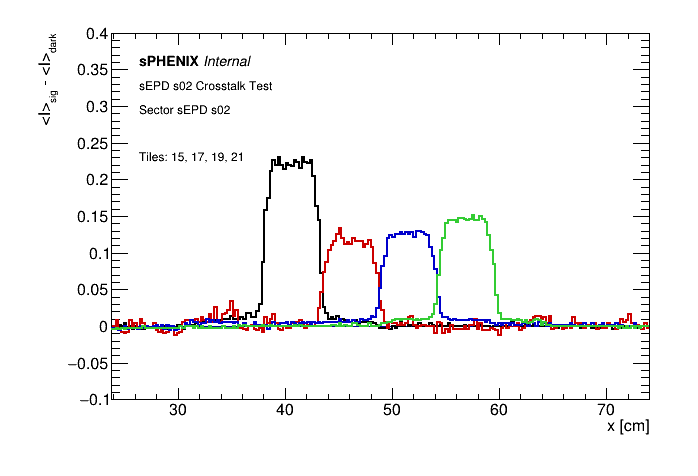 <I>sig - <I>dark
0.4
0.35
0.3
0.25
0.2
0.15
0.1
0.05
0
−0.05
−0.1
sPHENIX Internal
sEPD s02 Crosstalk Test
Sector sEPD s02
Tiles: 15, 17, 19, 21
30 40 50 60 70
x [cm]